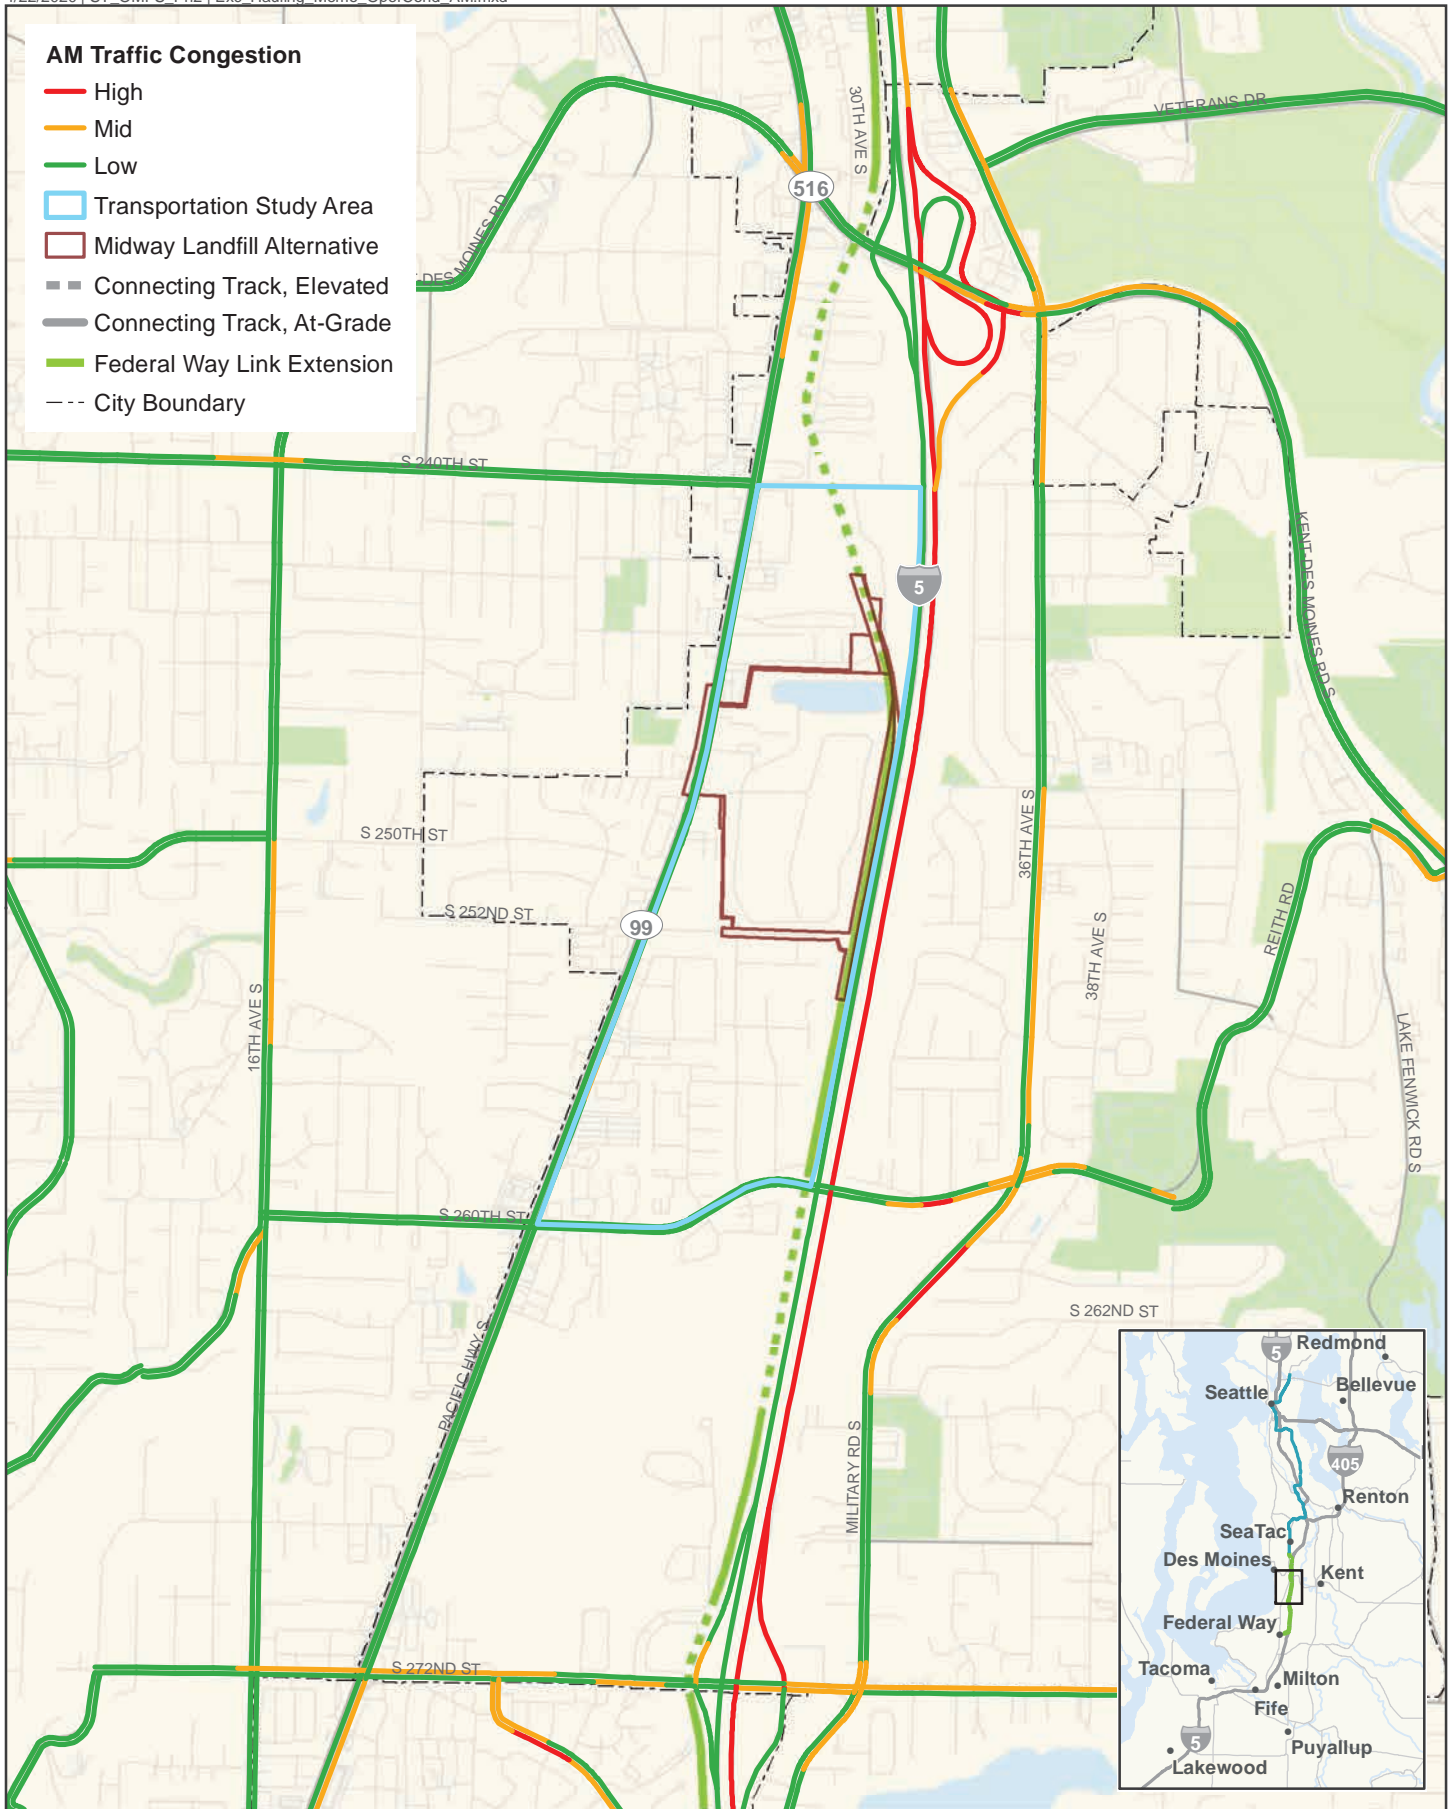 AM Traffic Congestion
High
Mid
Low
Transportation Study Area
Midway Landfill Alternative
Connecting Track, Elevated
Connecting Track, At-Grade
Federal Way Link Extension
City Boundary
30TH AVE S
VETERANS DR
516
-DES MOINES RD
S 240TH ST
5
KENT-DES MOINES RD S
S 250TH ST
36TH AVE S
S 252ND ST
99
REITH RD
38TH AVE S
16TH AVE S
LAKE FENWICK RD S
S 260TH ST
S 262ND ST
PACIFIC HWY S
MILITARY RD S
S 272ND ST
5
Redmond
Seattle
Bellevue
405
Renton
SeaTac
Des Moines
Kent
Federal Way
Tacoma
Milton
Fife
5
Puyallup
Lakewood